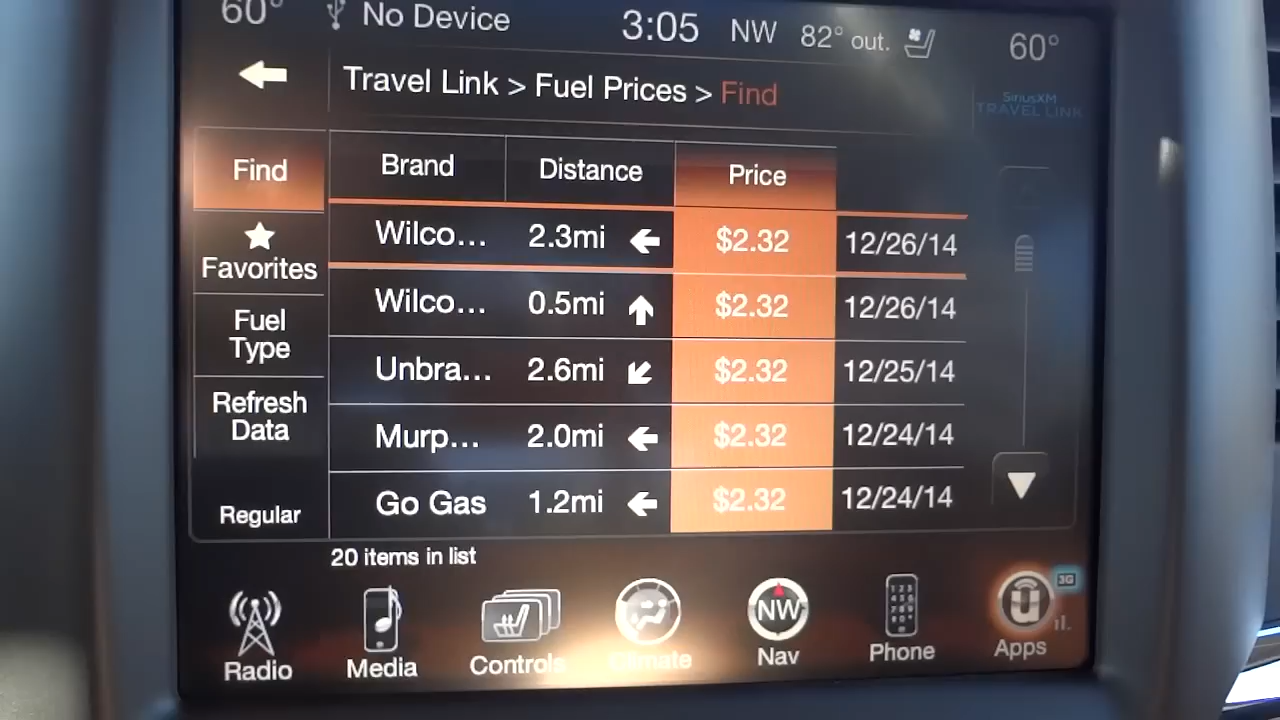 60° No Device 3:05 NW 82° out. 60°
Travel Link > Fuel Prices > Find
SiriusXM
TRAVEL LINK
Find
Favorites
Fuel
Type
Refresh
Data
Regular
Brand Distance Price
Wilco... 2.3mi $2.32 12/26/14
Wilco... 0.5mi $2.32 12/26/14
Unbra... 2.6mi $2.32 12/25/14
Murp... 2.0mi $2.32 12/24/14
Go Gas 1.2mi $2.32 12/24/14
20 items in list
NW
3G
Radio Media Controls Climate Nav Phone Apps